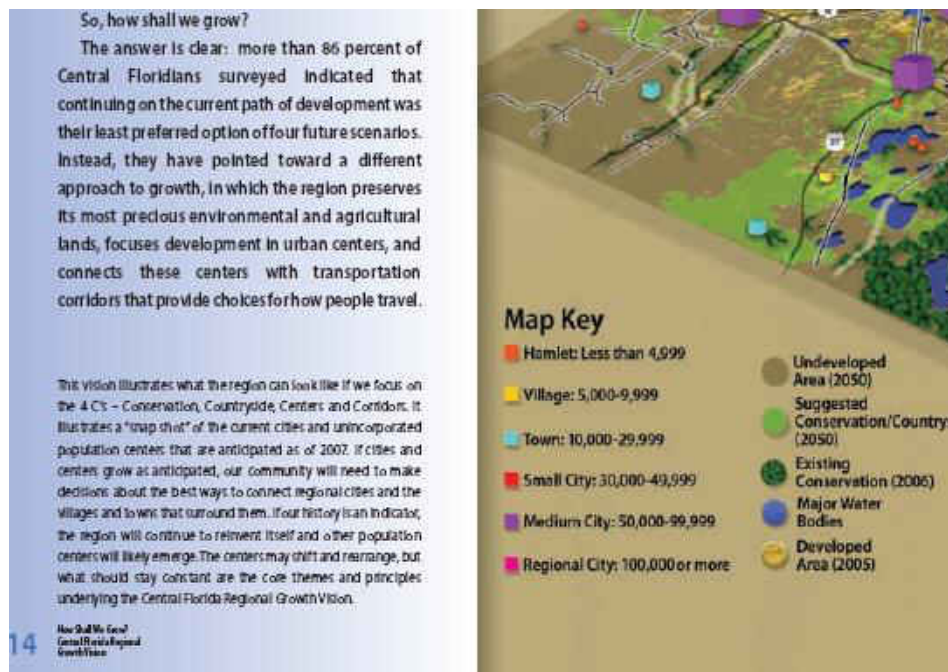 So, how shall we grow?
The answer is clear: more than 86 percent of
Central Floridians surveyed indicated that
continuing on the current path of development was
their least preferred option of four future scenarios.
Instead, they have pointed toward a different
approach to growth, in which the region preserves
its most precious environmental and agricultural
lands, focuses development in urban centers, and
connects these centers with transportation
corridors that provide choices for how people travel.
This vision illustrates what the region can look like if we focus on
the 4 C's – Conservation, Countryside, Centers and Corridors. It
illustrates a "snap shot" of the current cities and unincorporated
population centers that are anticipated as of 2007. If cities and
centers grow as anticipated, our community will need to make
decisions about the best ways to connect regional cities and the
villages and towns that surround them. If our history is an indicator,
the region will continue to reinvent itself and other population
centers will likely emerge. The centers may shift and rearrange, but
what should stay constant are the core themes and principles
underlying the Central Florida Regional Growth Vision.
14
How Shall We Grow?
Central Florida Regional
Growth Vision
27
Map Key
Hamlet: Less than 4,999
Village: 5,000-9,999
Town: 10,000-29,999
Small City: 30,000-49,999
Medium City: 50,000-99,999
Regional City: 100,000 or more
Undeveloped
Area (2050)
Suggested
Conservation/Country
(2050)
Existing
Conservation (2006)
Major Water
Bodies
Developed
Area (2005)